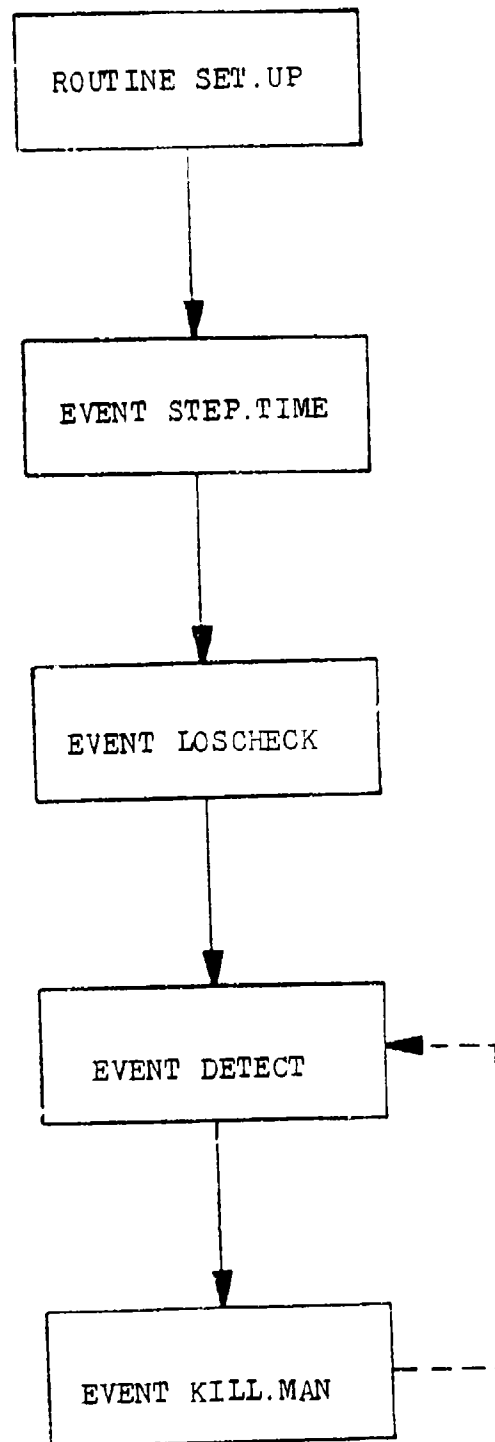 ROUTINE SET.UP
EVENT STEP.TIME
EVENT LOSCHECK
EVENT DETECT
EVENT KILL.MAN